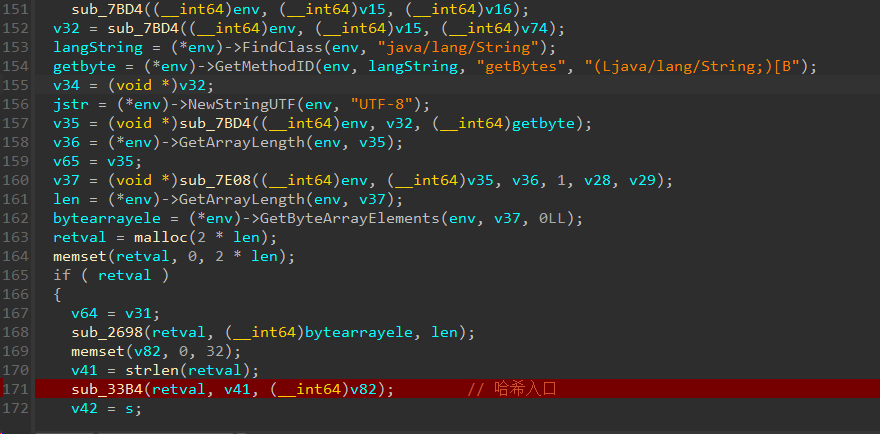 151 sub_7BD4((__int64)env, (__int64)v15, (__int64)v16);
152 v32 = sub_7BD4((__int64)env, (__int64)v15, (__int64)v74);
153 langString = (*env)->FindClass(env, "java/lang/String");
154 getbyte = (*env)->GetMethodID(env, langString, "getBytes", "(Ljava/lang/String;)[B");
155 v34 = (void *)v32;
156 jstr = (*env)->NewStringUTF(env, "UTF-8");
157 v35 = (void *)sub_7BD4((__int64)env, v32, (__int64)getbyte);
158 v36 = (*env)->GetArrayLength(env, v35);
159 v65 = v35;
160 v37 = (void *)sub_7E08((__int64)env, (__int64)v35, v36, 1, v28, v29);
161 len = (*env)->GetArrayLength(env, v37);
162 bytearrayele = (*env)->GetByteArrayElements(env, v37, 0LL);
163 retval = malloc(2 * len);
164 memset(retval, 0, 2 * len);
165 if ( retval )
166 {
167 v64 = v31;
168 sub_2698(retval, (__int64)bytearrayele, len);
169 memset(v82, 0, 32);
170 v41 = strlen(retval);
171 sub_33B4(retval, v41, (__int64)v82); // 哈希入口
172 v42 = s;